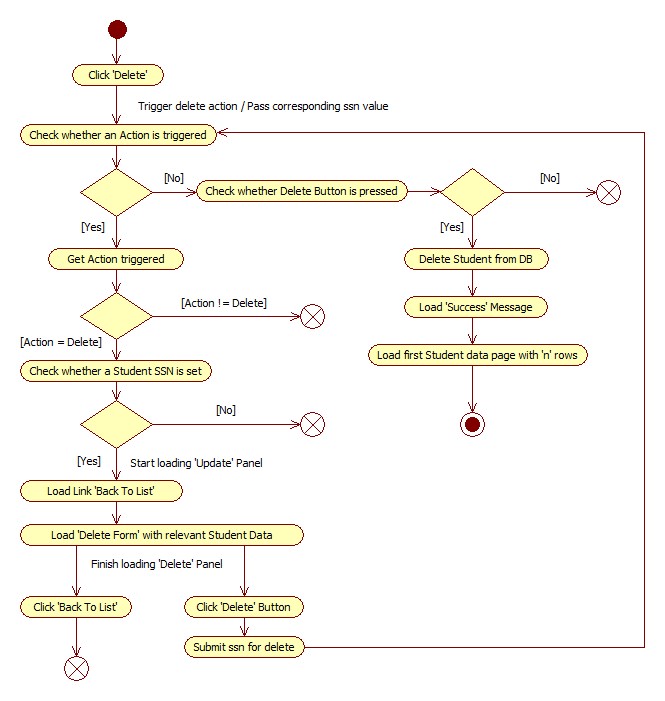 Click 'Delete'
Trigger delete action / Pass corresponding ssn value
Check whether an Action is triggered
[No]
Check whether Delete Button is pressed
[No]
[Yes]
[Yes]
Get Action triggered
Delete Student from DB
[Action != Delete]
Load 'Success' Message
[Action = Delete]
Load first Student data page with 'n' rows
Check whether a Student SSN is set
[No]
[Yes]
Start loading 'Update' Panel
Load Link 'Back To List'
Load 'Delete Form' with relevant Student Data
Finish loading 'Delete' Panel
Click 'Back To List'
Click 'Delete' Button
Submit ssn for delete